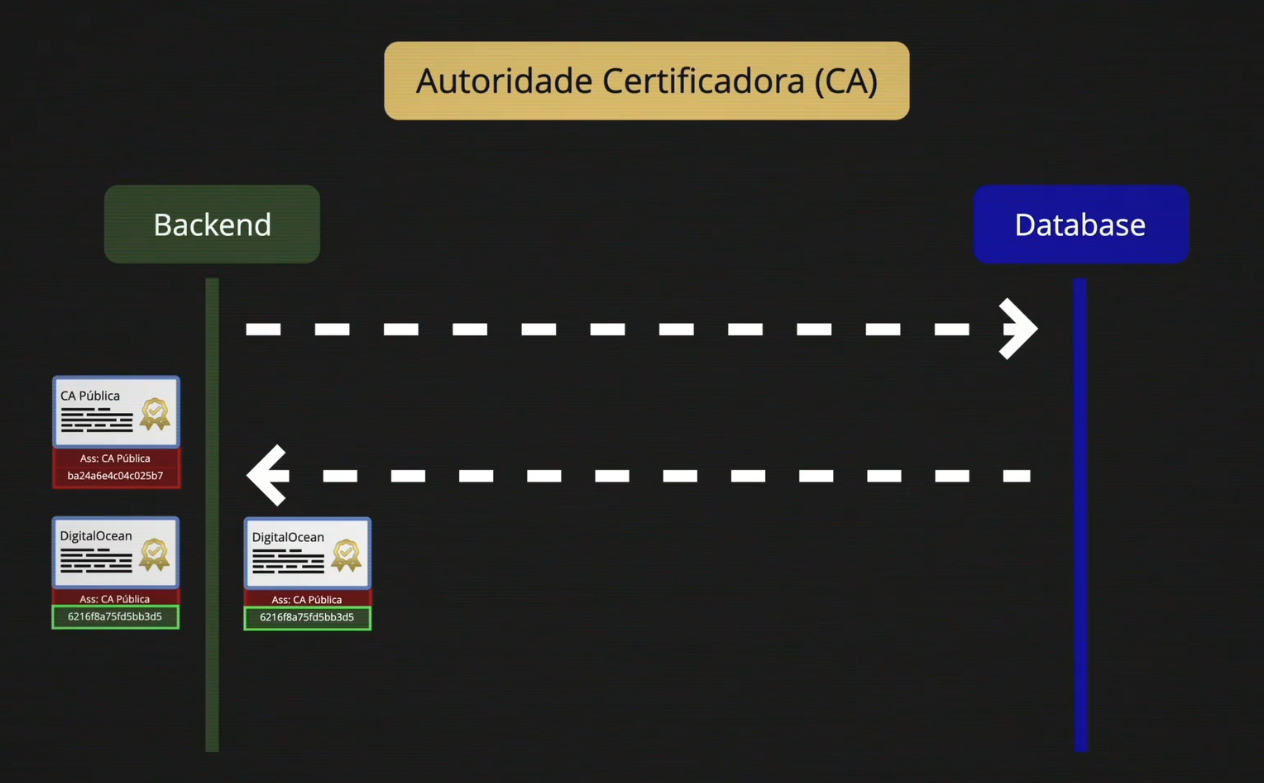 Autoridade Certificadora (CA)
Backend
Database
CA Pública
Ass: CA Pública
ba24a6e4c04c025b7
DigitalOcean
Ass: CA Pública
6216f8a75fd5bb3d5
DigitalOcean
Ass: CA Pública
6216f8a75fd5bb3d5